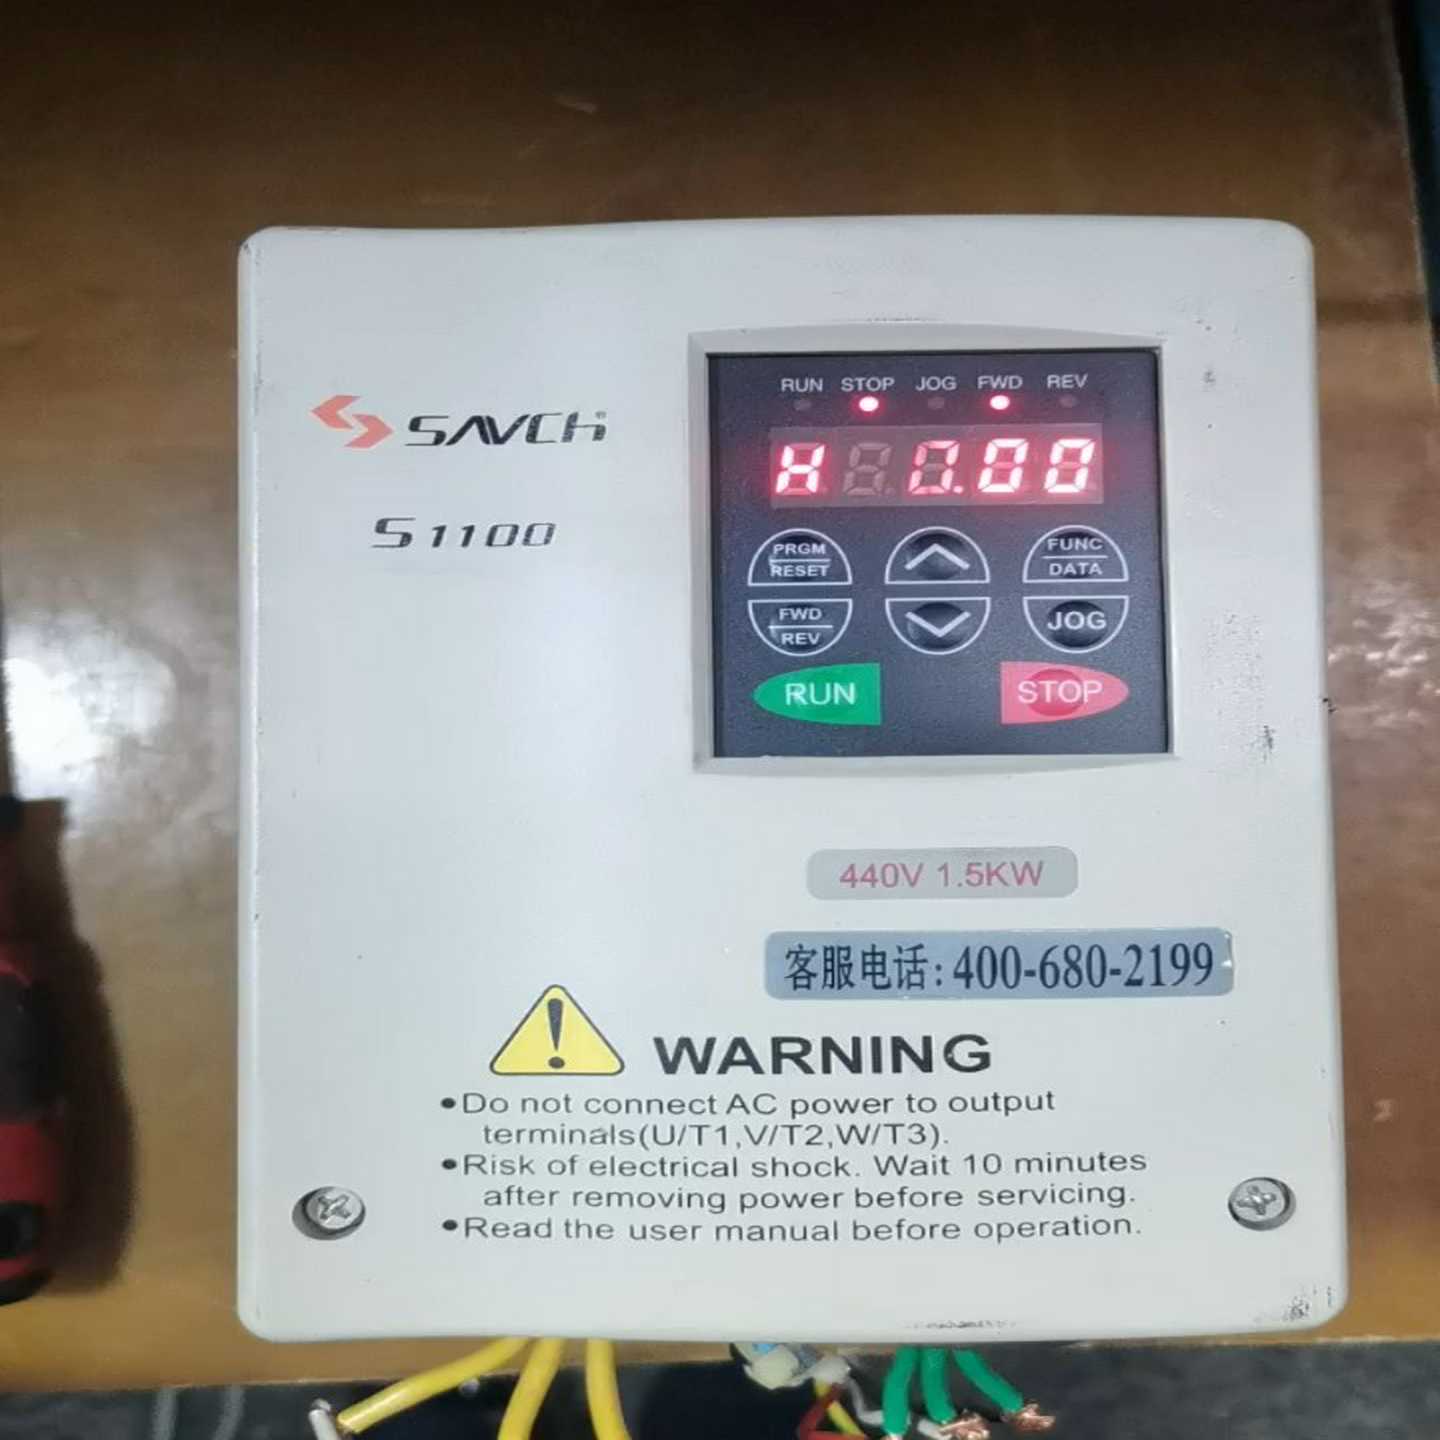 RUN STOP JOG FWD REV
H 0.00
SAVCH®
S1100
PRGM
RESET
FUNC
DATA
FWD
REV
JOG
RUN
STOP
440V 1.5KW
客服电话:400-680-2199
WARNING
•Do not connect AC power to output
terminals(U/T1,V/T2,W/T3).
•Risk of electrical shock. Wait 10 minutes
after removing power before servicing.
•Read the user manual before operation.